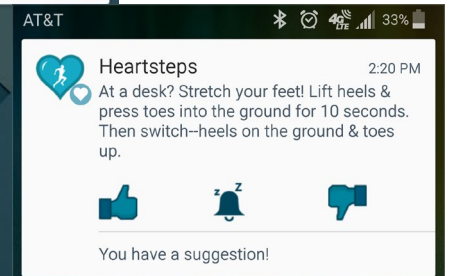 AT&T 4G LTE 33%
Heartsteps 2:20 PM
At a desk? Stretch your feet! Lift heels &
press toes into the ground for 10 seconds.
Then switch--heels on the ground & toes
up.
z z
You have a suggestion!